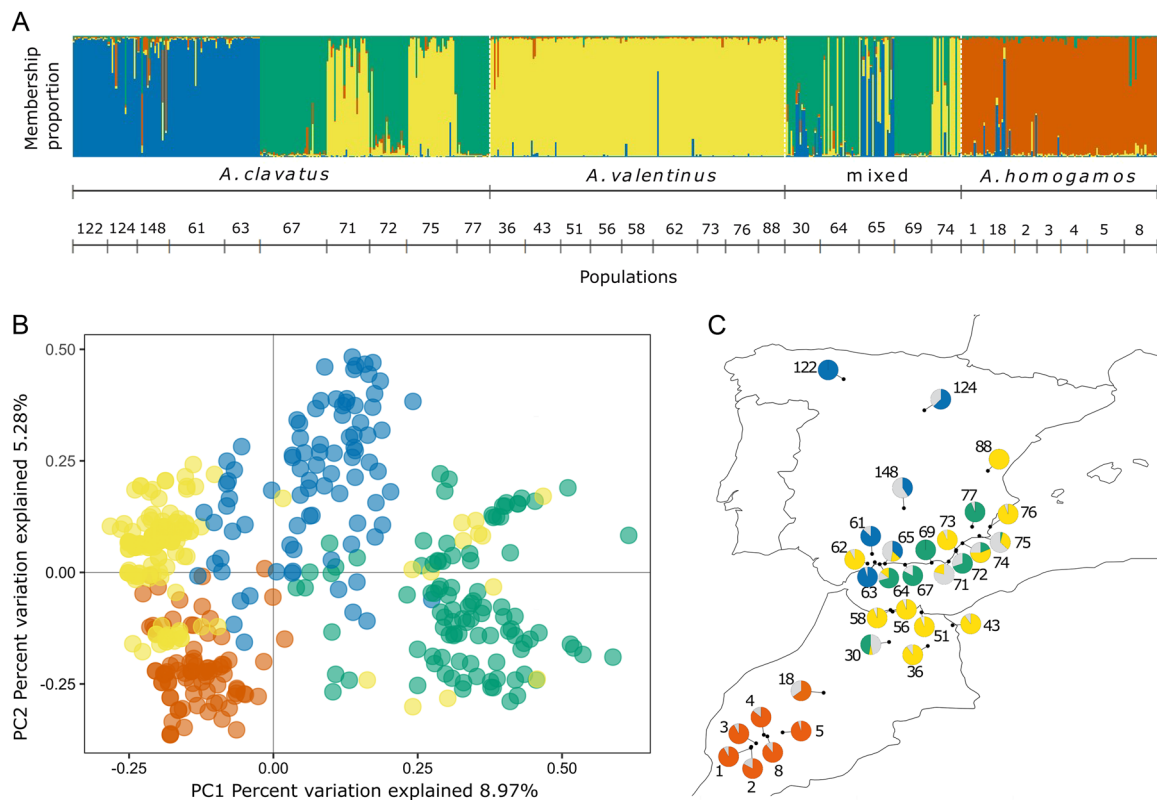 A
Membership
proportion
A. clavatus A. valentinus mixed A. homogamos
122 124 148 61 63 67 71 72 75 77 36 43 51 56 58 62 73 76 88 30 64 65 69 74 1 18 2 3 4 5 8
Populations
B
PC2 Percent variation explained 5.28%
0.50
0.25
0.00
-0.25
-0.25 0.00 0.25 0.50
PC1 Percent variation explained 8.97%
C
122
124
88
148
77
76
61 65 69 73
75
62
74
72
63 64 67 71
58 56 51 43
30
36
18
4
3 5
1 2 8